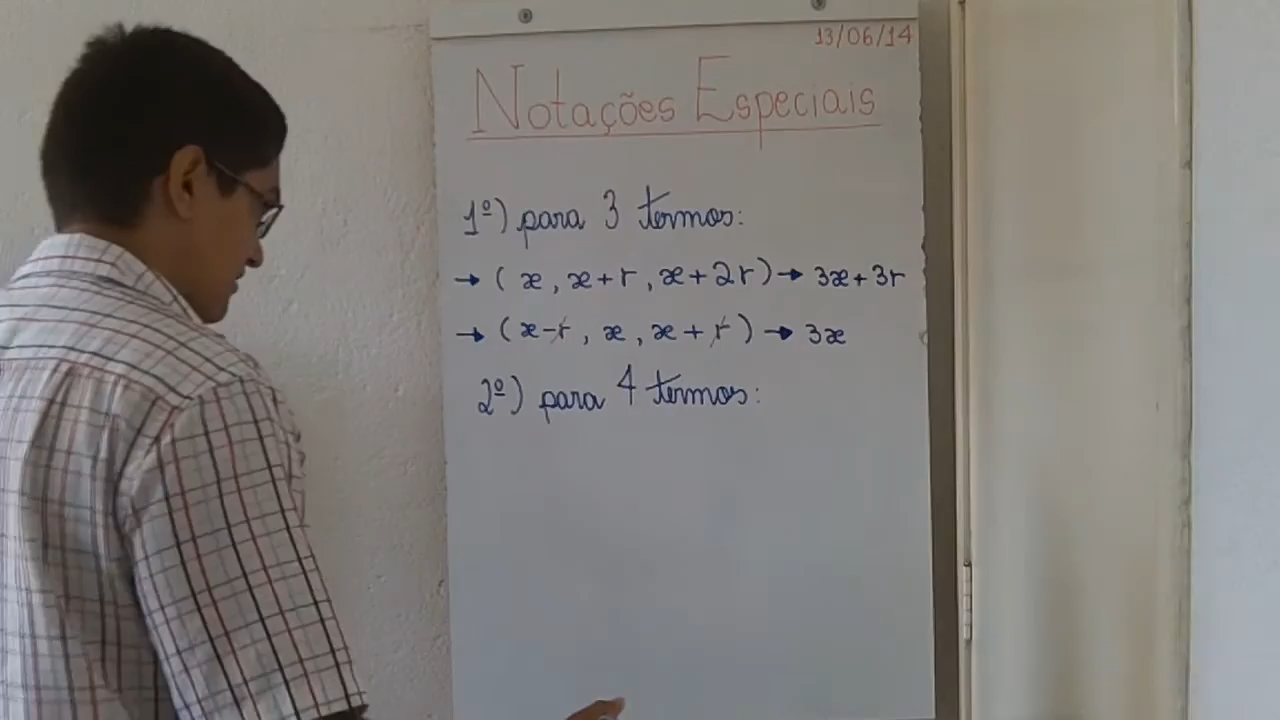 13/06/14
Notações Especiais
1º) para 3 termos:
→ ( x , x + r , x + 2r ) → 3x + 3r
→ ( x - r , x , x + r ) → 3x
2º) para 4 termos: